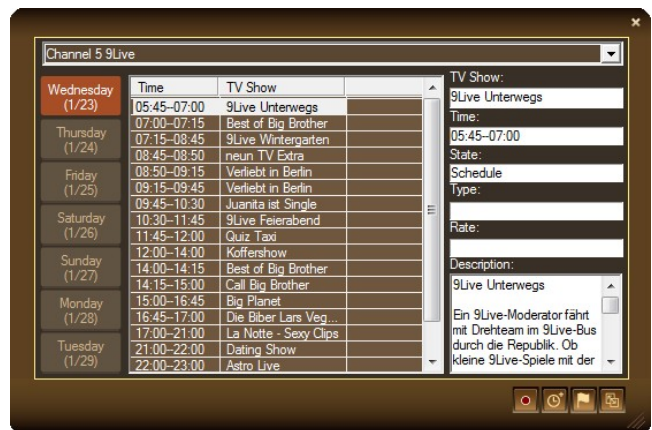 Channel 5 9Live
Wednesday
(1/23)
Thursday
(1/24)
Friday
(1/25)
Saturday
(1/26)
Sunday
(1/27)
Monday
(1/28)
Tuesday
(1/29)
Time TV Show
05:45--07:00 9Live Unterwegs
07:00--07:15 Best of Big Brother
07:15--08:45 9Live Wintergarten
08:45--08:50 neun TV Extra
08:50--09:15 Verliebt in Berlin
09:15--09:45 Verliebt in Berlin
09:45--10:30 Juanita ist Single
10:30--11:45 9Live Feierabend
11:45--12:00 Quiz Taxi
12:00--14:00 Koffershow
14:00--14:15 Best of Big Brother
14:15--15:00 Call Big Brother
15:00--16:45 Big Planet
16:45--17:00 Die Biber Lars Veg...
17:00--21:00 La Notte - Sexy Clips
21:00--22:00 Dating Show
22:00--23:00 Astro Live
TV Show:
9Live Unterwegs
Time:
05:45--07:00
State:
Schedule
Type:
Rate:
Description:
9Live Unterwegs
Ein 9Live-Moderator fährt
mit Drehteam im 9Live-Bus
durch die Republik. Ob
kleine 9Live-Spiele mit der